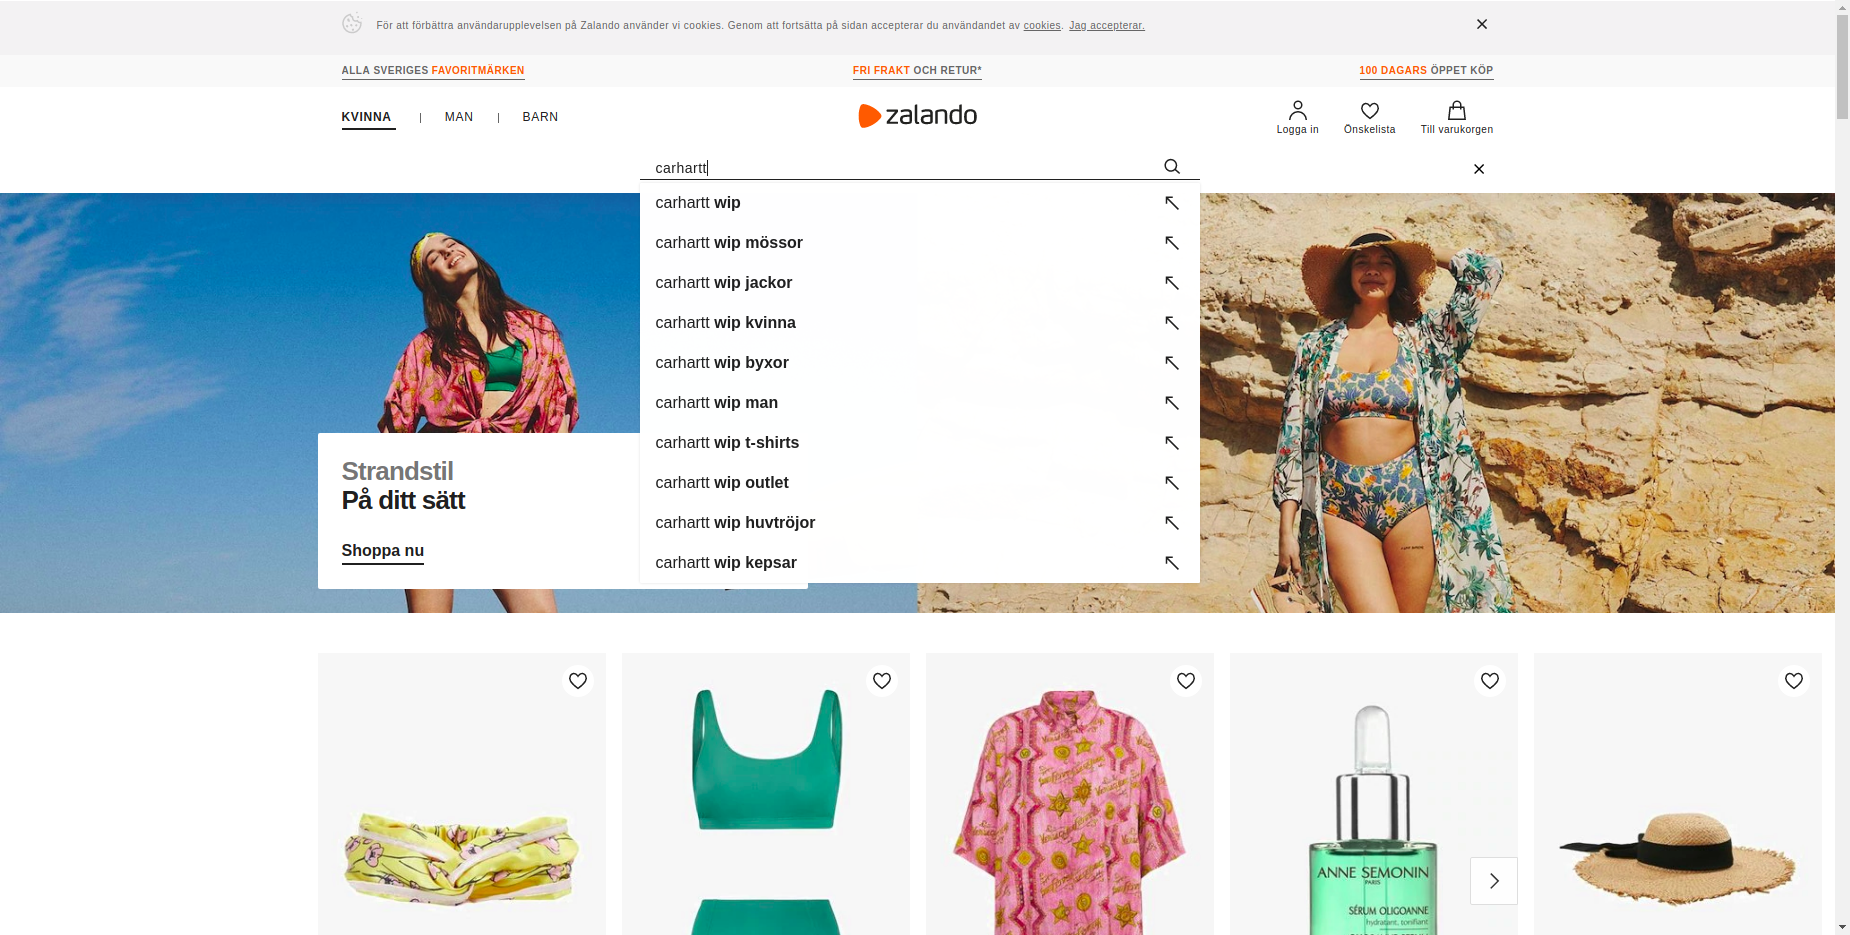 För att förbättra användarupplevelsen på Zalando använder vi cookies. Genom att fortsätta på sidan accepterar du användandet av cookies. Jag accepterar.
ALLA SVERIGES FAVORITMÄRKEN
FRI FRAKT OCH RETUR*
100 DAGARS ÖPPET KÖP
KVINNA | MAN | BARN
zalando
Logga in
Önskelista
Till varukorgen
carhartt
carhartt wip
carhartt wip mössor
carhartt wip jackor
carhartt wip kvinna
carhartt wip byxor
carhartt wip man
carhartt wip t-shirts
carhartt wip outlet
carhartt wip huvtröjor
carhartt wip kepsar
Strandstil
På ditt sätt
Shoppa nu
ANNE SEMONIN
PARIS
SÉRUM OLIGOANNE
hydratant, tonifiant